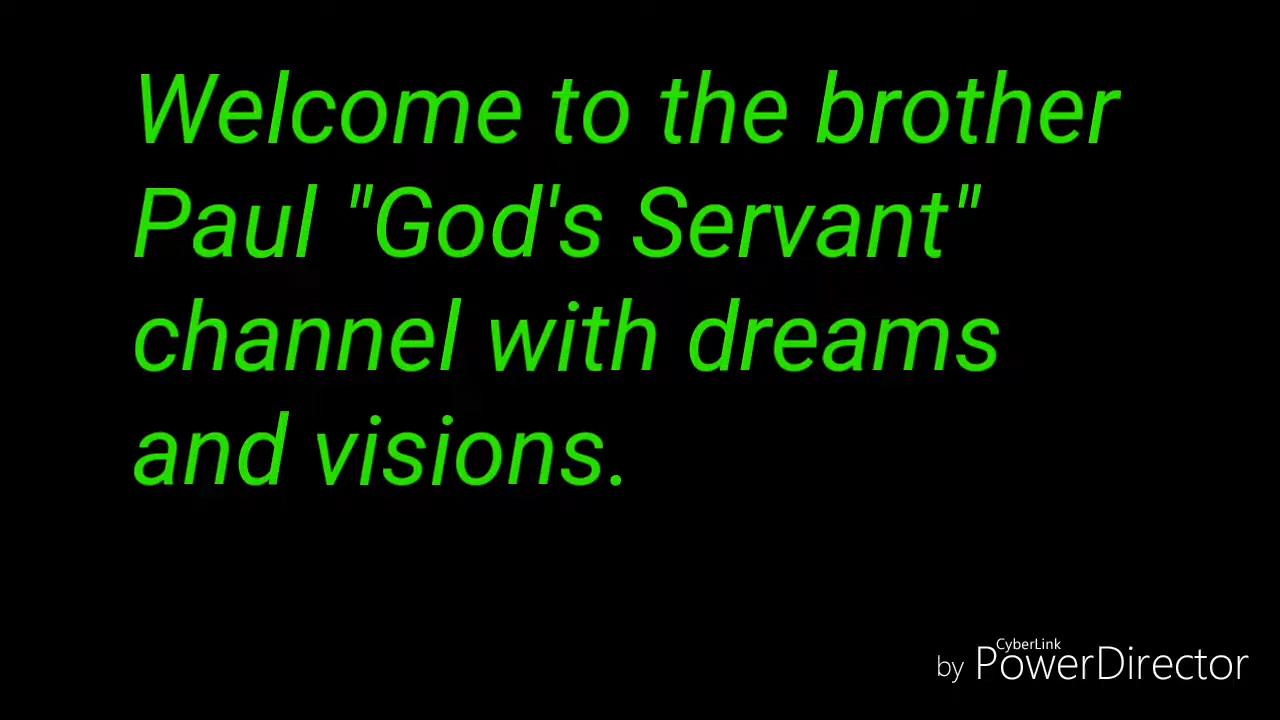 Welcome to the brother
Paul "God's Servant"
channel with dreams
and visions.
CyberLink
by PowerDirector